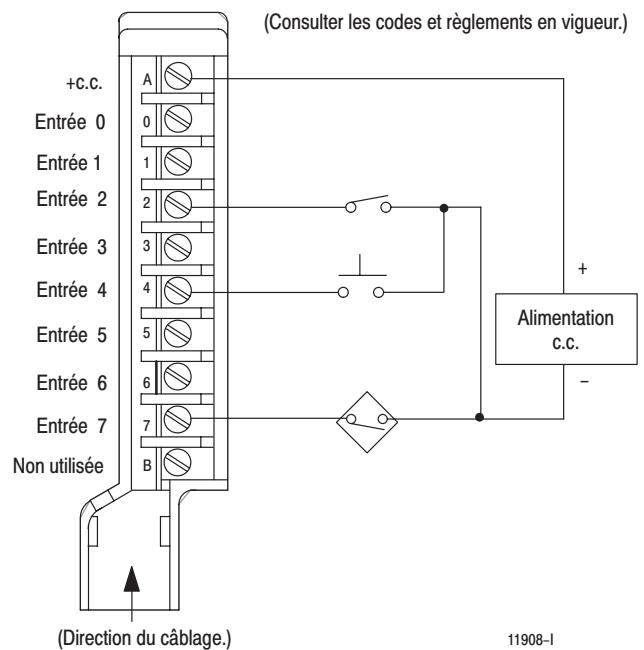 (Consulter les codes et règlements en vigueur.)
+c.c. A
Entrée 0 0
Entrée 1 1
Entrée 2 2
Entrée 3 3
Entrée 4 4
Entrée 5 5
Entrée 6 6
Entrée 7 7
Non utilisée B
+
Alimentation
c.c.
–
(Direction du câblage.)
11908–I